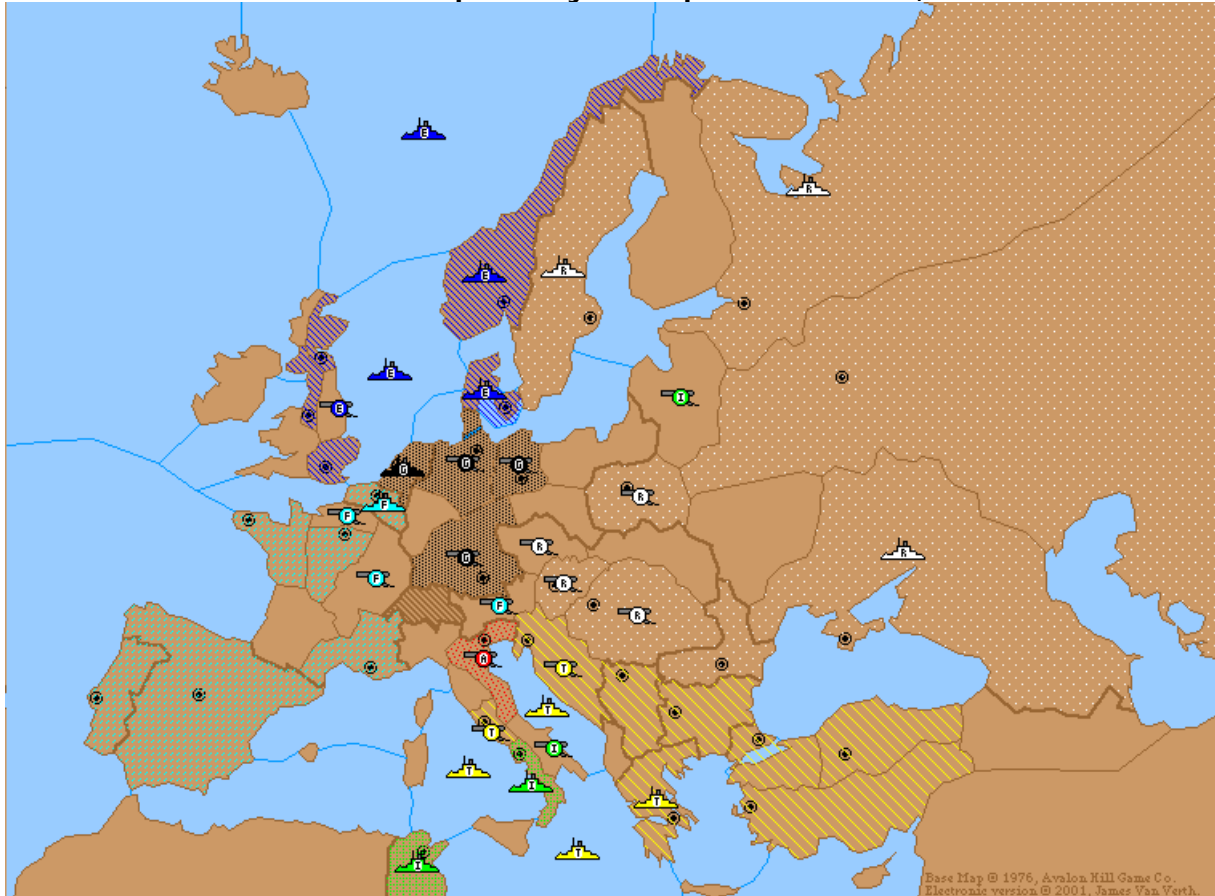 E
R
E R
E
E
I
E
G G
G
R
F
F
R
R
G
F
R
F
R
A
T
T
T
I
T
I
T
T
I
Base Map © 1976, Avalon Hill Game Co.
Electronic version © 2001, James Van Verth.